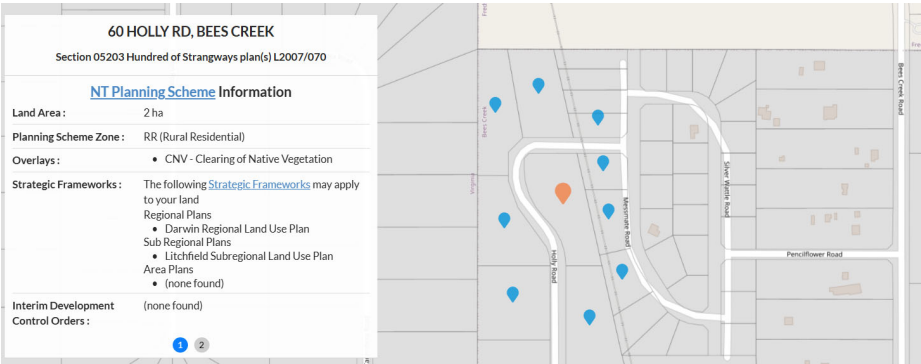 60 HOLLY RD, BEES CREEK
Section 05203 Hundred of Strangways plan(s) L2007/070
NT Planning Scheme Information
Land Area : 2 ha
Planning Scheme Zone : RR (Rural Residential)
Overlays : • CNV - Clearing of Native Vegetation
Strategic Frameworks : The following Strategic Frameworks may apply
to your land
Regional Plans
• Darwin Regional Land Use Plan
Sub Regional Plans
• Litchfield Subregional Land Use Plan
Area Plans
• (none found)
Interim Development (none found)
Control Orders :
1 2
Bees Creek
Virginia
Holly Road
Messmate Road
Silver Wattle Road
Pencilflower Road
Bees Creek Road